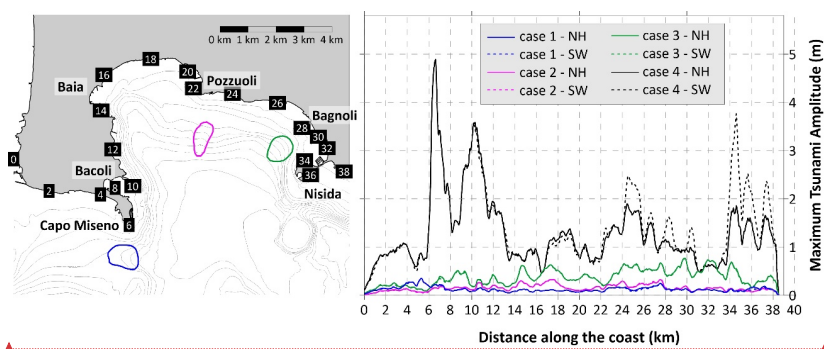 0 km 1 km 2 km 3 km 4 km
18
16
20
Baia
Pozzuoli
22
24
14
26
Bagnoli
28
30
12
32
0
34
38
Bacoli
36
2
4
8
10
Nisida
Capo Miseno
6
case 1 - NH
case 1 - SW
case 2 - NH
case 2 - SW
case 3 - NH
case 3 - SW
case 4 - NH
case 4 - SW
5
4
3
2
1
0
Maximum Tsunami Amplitude (m)
0 2 4 6 8 10 12 14 16 18 20 22 24 26 28 30 32 34 36 38 40
Distance along the coast (km)